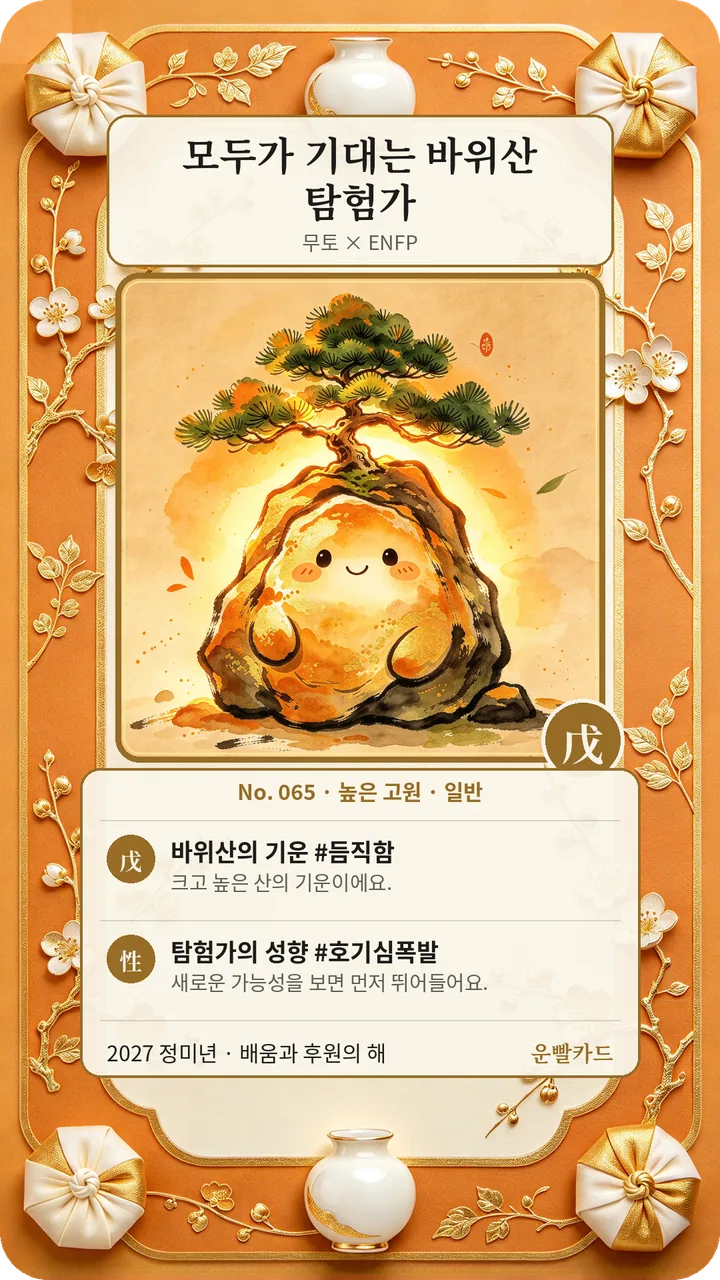 모두가 기대는 바위산
탐험가
무토 × ENFP
戊
No. 065 · 높은 고원 · 일반
戊
바위산의 기운 #듬직함
크고 높은 산의 기운이에요.
性
탐험가의 성향 #호기심폭발
새로운 가능성을 보면 먼저 뛰어들어요.
2027 정미년 · 배움과 후원의 해
운빨카드